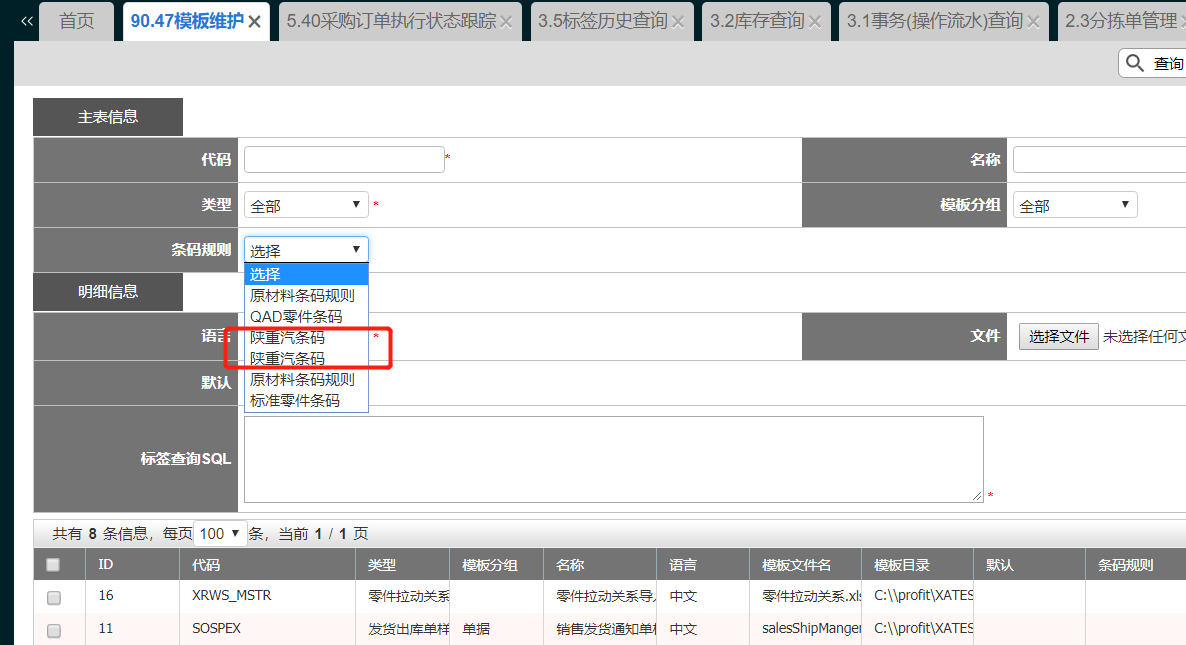 « 首页 90.47模板维护 × 5.40采购订单执行状态跟踪 × 3.5标签历史查询 × 3.2库存查询 × 3.1事务(操作流水)查询 × 2.3分拣单管理
查询
主表信息
代码 * 名称
类型 全部 * 模板分组 全部
条码规则 选择
选择
明细信息
原材料条码规则
QAD零件条码
语言 陕重汽条码 * 文件 选择文件 未选择任何文
陕重汽条码
默认 原材料条码规则
标准零件条码
标签查询SQL *
共有 8 条信息，每页 100 条，当前 1 / 1 页
ID 代码 类型 模板分组 名称 语言 模板文件名 模板目录 默认 条码规则
16 XRWS_MSTR 零件拉动关系 零件拉动关系导入 中文 零件拉动关系.xls C:\\profit\XATES
11 SOSPEX 发货出库单样 单据 销售发货通知单模 中文 salesShipManger C:\\profit\XATES